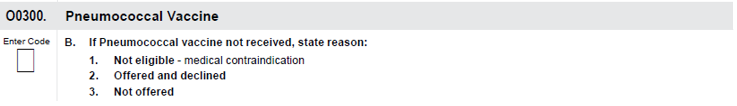 O0300. Pneumococcal Vaccine
Enter Code B. If Pneumococcal vaccine not received, state reason:
1. Not eligible - medical contraindication
2. Offered and declined
3. Not offered